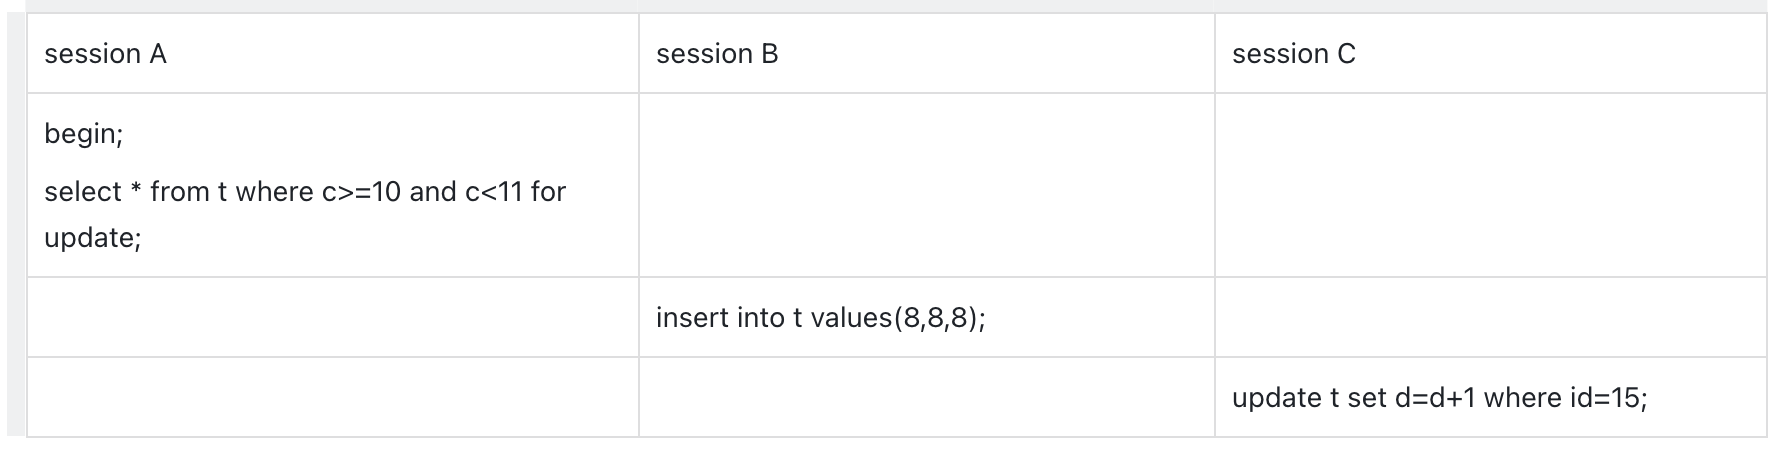 session A
session B
session C
begin;
select * from t where c>=10 and c<11 for
update;
insert into t values(8,8,8);
update t set d=d+1 where id=15;